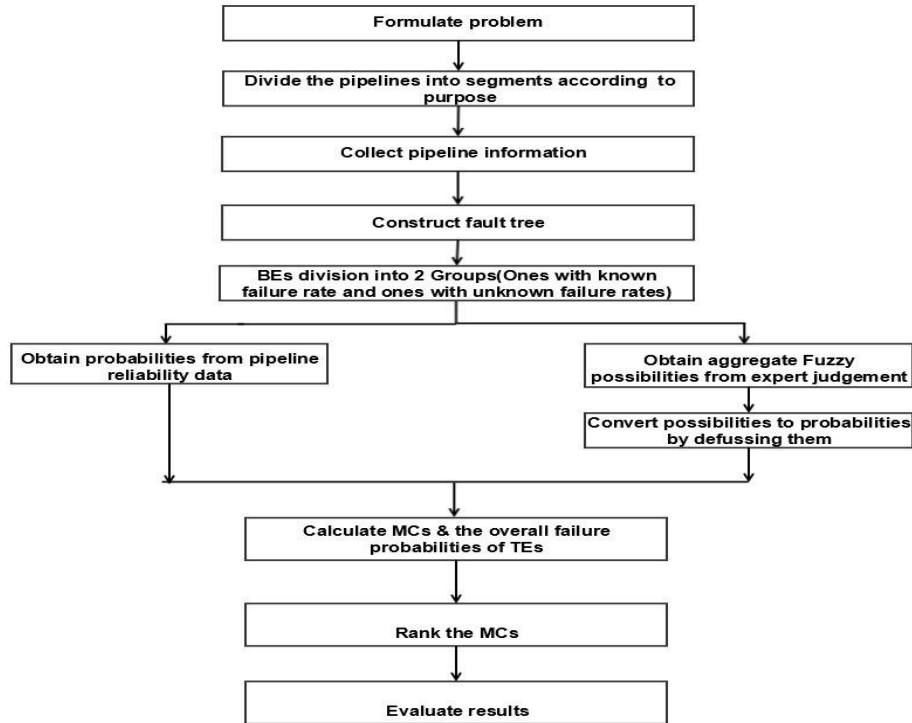 Formulate problem
Divide the pipelines into segments according to
purpose
Collect pipeline information
Construct fault tree
BEs division into 2 Groups(Ones with known
failure rate and ones with unknown failure rates)
Obtain probabilities from pipeline
reliability data
Obtain aggregate Fuzzy
possibilities from expert judgement
Convert possibilities to probabilities
by defussing them
Calculate MCs & the overall failure
probabilities of TEs
Rank the MCs
Evaluate results